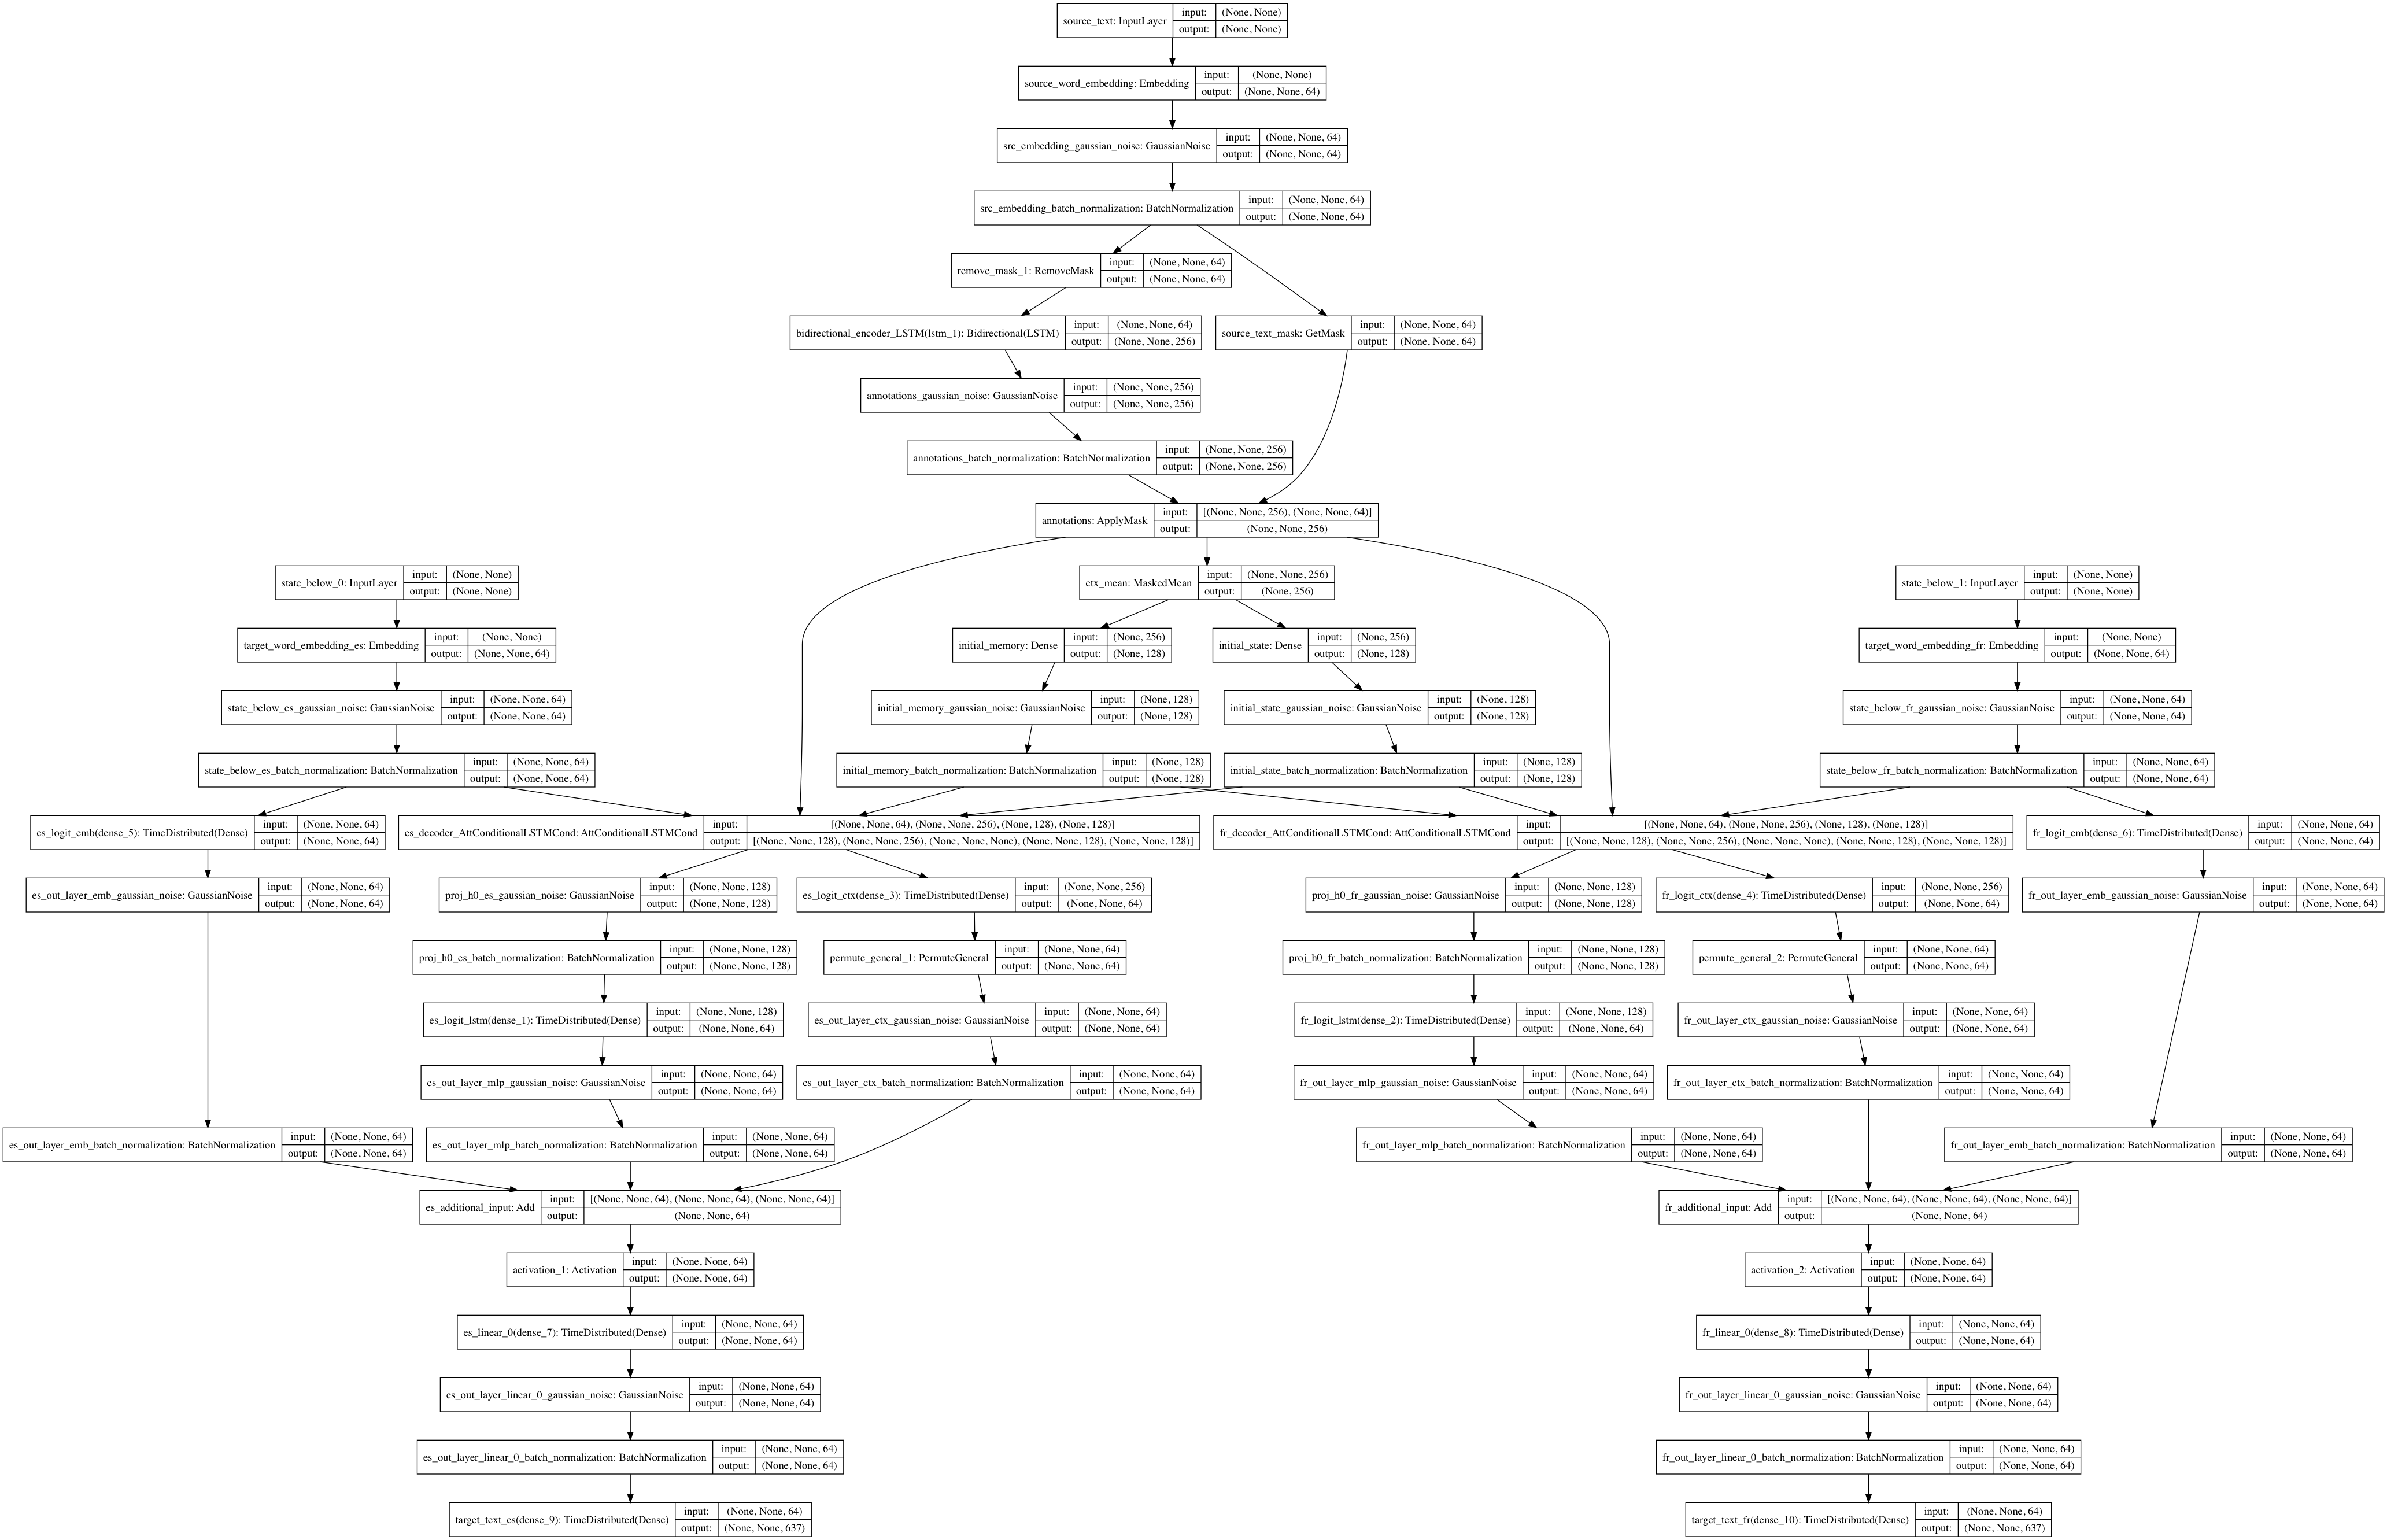 source_text: InputLayer input: (None, None) output: (None, None)
source_word_embedding: Embedding input: (None, None) output: (None, None, 64)
src_embedding_gaussian_noise: GaussianNoise input: (None, None, 64) output: (None, None, 64)
src_embedding_batch_normalization: BatchNormalization input: (None, None, 64) output: (None, None, 64)
remove_mask_1: RemoveMask input: (None, None, 64) output: (None, None, 64)
bidirectional_encoder_LSTM(lstm_1): Bidirectional(LSTM) input: (None, None, 64) output: (None, None, 256)
source_text_mask: GetMask input: (None, None, 64) output: (None, None, 64)
annotations_gaussian_noise: GaussianNoise input: (None, None, 256) output: (None, None, 256)
annotations_batch_normalization: BatchNormalization input: (None, None, 256) output: (None, None, 256)
annotations: ApplyMask input: [(None, None, 256), (None, None, 64)] output: (None, None, 256)
state_below_0: InputLayer input: (None, None) output: (None, None)
ctx_mean: MaskedMean input: (None, None, 256) output: (None, 256)
state_below_1: InputLayer input: (None, None) output: (None, None)
target_word_embedding_es: Embedding input: (None, None) output: (None, None, 64)
initial_memory: Dense input: (None, 256) output: (None, 128)
initial_state: Dense input: (None, 256) output: (None, 128)
target_word_embedding_fr: Embedding input: (None, None) output: (None, None, 64)
state_below_es_gaussian_noise: GaussianNoise input: (None, None, 64) output: (None, None, 64)
initial_memory_gaussian_noise: GaussianNoise input: (None, 128) output: (None, 128)
initial_state_gaussian_noise: GaussianNoise input: (None, 128) output: (None, 128)
state_below_fr_gaussian_noise: GaussianNoise input: (None, None, 64) output: (None, None, 64)
state_below_es_batch_normalization: BatchNormalization input: (None, None, 64) output: (None, None, 64)
initial_memory_batch_normalization: BatchNormalization input: (None, 128) output: (None, 128)
initial_state_batch_normalization: BatchNormalization input: (None, 128) output: (None, 128)
state_below_fr_batch_normalization: BatchNormalization input: (None, None, 64) output: (None, None, 64)
es_logit_emb(dense_5): TimeDistributed(Dense) input: (None, None, 64) output: (None, None, 64)
es_decoder_AttConditionalLSTMCond: AttConditionalLSTMCond input: [(None, None, 64), (None, None, 256), (None, 128), (None, 128)] output: [(None, None, 128), (None, None, 256), (None, None, None), (None, None, 128), (None, None, 128)]
fr_decoder_AttConditionalLSTMCond: AttConditionalLSTMCond input: [(None, None, 64), (None, None, 256), (None, 128), (None, 128)] output: [(None, None, 128), (None, None, 256), (None, None, None), (None, None, 128), (None, None, 128)]
fr_logit_emb(dense_6): TimeDistributed(Dense) input: (None, None, 64) output: (None, None, 64)
es_out_layer_emb_gaussian_noise: GaussianNoise input: (None, None, 64) output: (None, None, 64)
proj_h0_es_gaussian_noise: GaussianNoise input: (None, None, 128) output: (None, None, 128)
es_logit_ctx(dense_3): TimeDistributed(Dense) input: (None, None, 256) output: (None, None, 64)
proj_h0_fr_gaussian_noise: GaussianNoise input: (None, None, 128) output: (None, None, 128)
fr_logit_ctx(dense_4): TimeDistributed(Dense) input: (None, None, 256) output: (None, None, 64)
fr_out_layer_emb_gaussian_noise: GaussianNoise input: (None, None, 64) output: (None, None, 64)
proj_h0_es_batch_normalization: BatchNormalization input: (None, None, 128) output: (None, None, 128)
permute_general_1: PermuteGeneral input: (None, None, 64) output: (None, None, 64)
proj_h0_fr_batch_normalization: BatchNormalization input: (None, None, 128) output: (None, None, 128)
permute_general_2: PermuteGeneral input: (None, None, 64) output: (None, None, 64)
es_logit_lstm(dense_1): TimeDistributed(Dense) input: (None, None, 128) output: (None, None, 64)
es_out_layer_ctx_gaussian_noise: GaussianNoise input: (None, None, 64) output: (None, None, 64)
fr_logit_lstm(dense_2): TimeDistributed(Dense) input: (None, None, 128) output: (None, None, 64)
fr_out_layer_ctx_gaussian_noise: GaussianNoise input: (None, None, 64) output: (None, None, 64)
es_out_layer_mlp_gaussian_noise: GaussianNoise input: (None, None, 64) output: (None, None, 64)
es_out_layer_ctx_batch_normalization: BatchNormalization input: (None, None, 64) output: (None, None, 64)
fr_out_layer_mlp_gaussian_noise: GaussianNoise input: (None, None, 64) output: (None, None, 64)
fr_out_layer_ctx_batch_normalization: BatchNormalization input: (None, None, 64) output: (None, None, 64)
es_out_layer_emb_batch_normalization: BatchNormalization input: (None, None, 64) output: (None, None, 64)
es_out_layer_mlp_batch_normalization: BatchNormalization input: (None, None, 64) output: (None, None, 64)
fr_out_layer_mlp_batch_normalization: BatchNormalization input: (None, None, 64) output: (None, None, 64)
fr_out_layer_emb_batch_normalization: BatchNormalization input: (None, None, 64) output: (None, None, 64)
es_additional_input: Add input: [(None, None, 64), (None, None, 64), (None, None, 64)] output: (None, None, 64)
fr_additional_input: Add input: [(None, None, 64), (None, None, 64), (None, None, 64)] output: (None, None, 64)
activation_1: Activation input: (None, None, 64) output: (None, None, 64)
activation_2: Activation input: (None, None, 64) output: (None, None, 64)
es_linear_0(dense_7): TimeDistributed(Dense) input: (None, None, 64) output: (None, None, 64)
fr_linear_0(dense_8): TimeDistributed(Dense) input: (None, None, 64) output: (None, None, 64)
es_out_layer_linear_0_gaussian_noise: GaussianNoise input: (None, None, 64) output: (None, None, 64)
fr_out_layer_linear_0_gaussian_noise: GaussianNoise input: (None, None, 64) output: (None, None, 64)
es_out_layer_linear_0_batch_normalization: BatchNormalization input: (None, None, 64) output: (None, None, 64)
fr_out_layer_linear_0_batch_normalization: BatchNormalization input: (None, None, 64) output: (None, None, 64)
target_text_es(dense_9): TimeDistributed(Dense) input: (None, None, 64) output: (None, None, 637)
target_text_fr(dense_10): TimeDistributed(Dense) input: (None, None, 64) output: (None, None, 637)